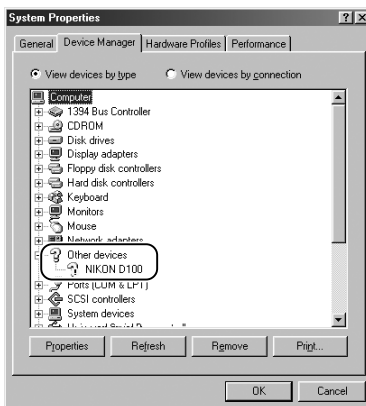 System Properties
General Device Manager Hardware Profiles Performance
View devices by type View devices by connection
Computer
1394 Bus Controller
CDROM
Disk drives
Display adapters
Floppy disk controllers
Hard disk controllers
Keyboard
Monitors
Mouse
Network adapters
Other devices
NIKON D100
Ports (COM & LPT)
SCSI controllers
System devices
Properties Refresh Remove Print...
OK Cancel